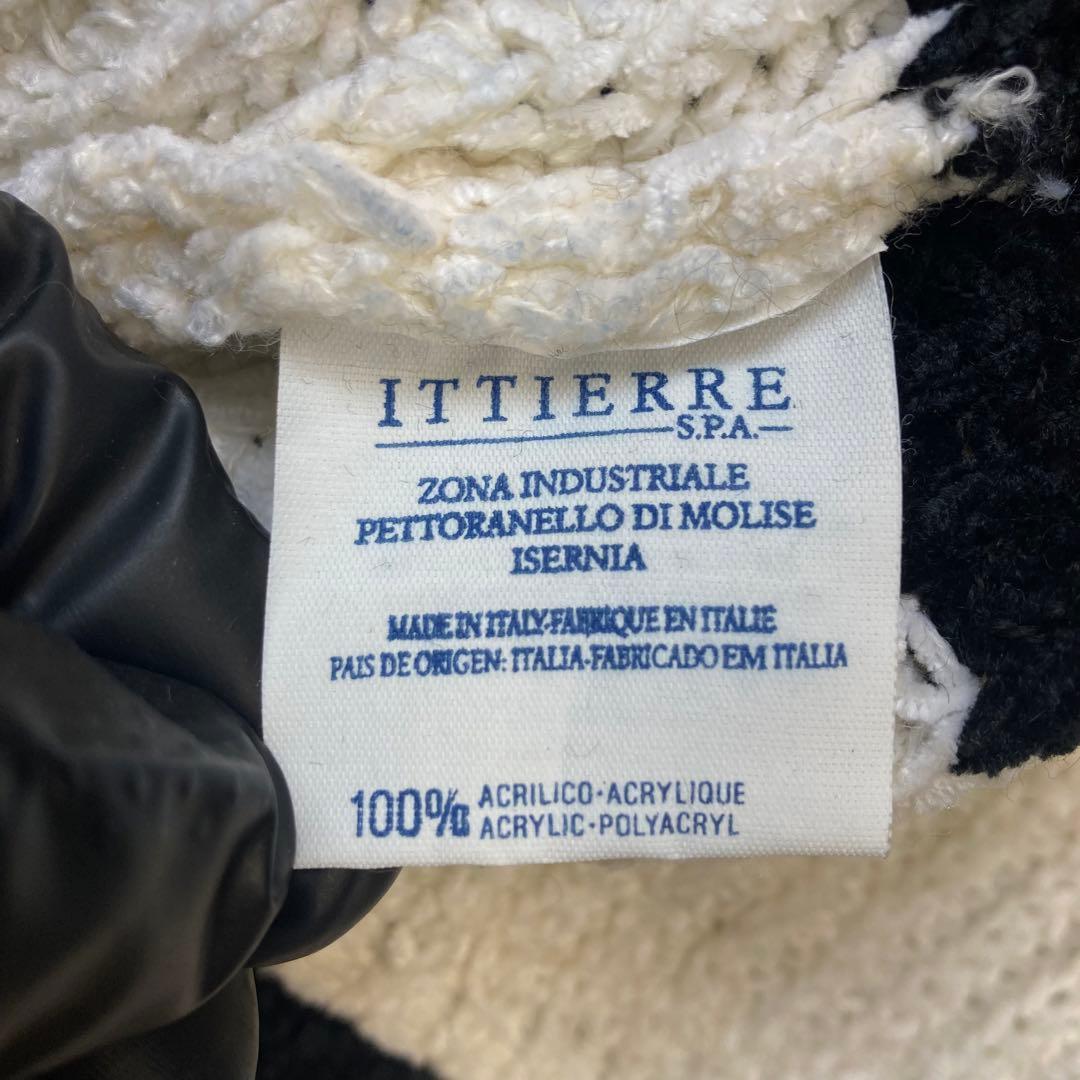 ITTIERRE
S.P.A.
ZONA INDUSTRIALE
PETTORANELLO DI MOLISE
ISERNIA
MADE IN ITALY-FABRIQUE EN ITALIE
PAIS DE ORIGEN: ITALIA-FABRICADO EM ITALIA
100% ACRILICO·ACRYLIQUE
ACRYLIC·POLYACRYL